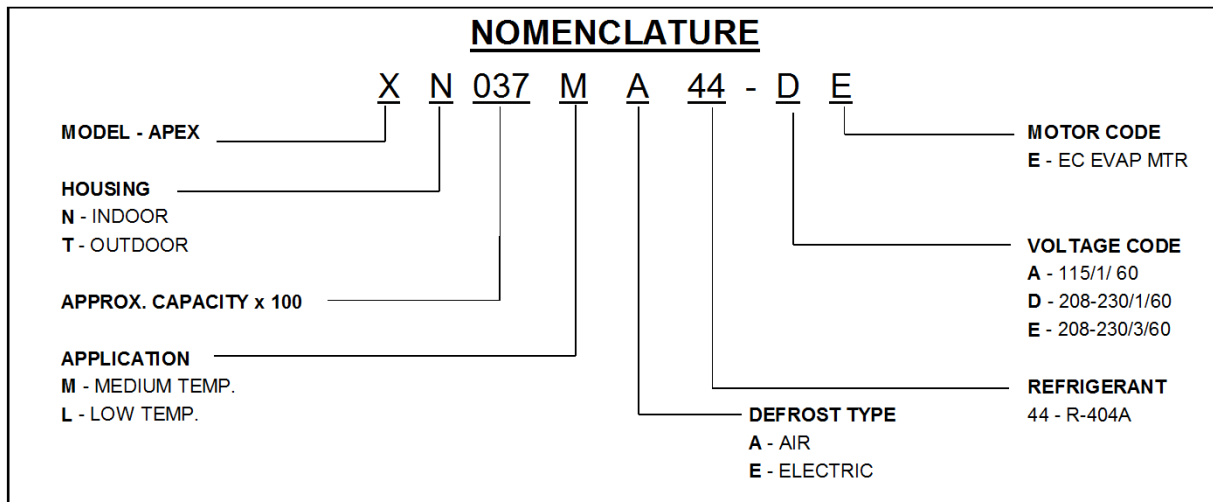 NOMENCLATURE
X N 037 M A 44 - D E
MODEL - APEX
HOUSING
N - INDOOR
T - OUTDOOR
APPROX. CAPACITY x 100
APPLICATION
M - MEDIUM TEMP.
L - LOW TEMP.
DEFROST TYPE
A - AIR
E - ELECTRIC
MOTOR CODE
E - EC EVAP MTR
VOLTAGE CODE
A - 115/1/ 60
D - 208-230/1/60
E - 208-230/3/60
REFRIGERANT
44 - R-404A